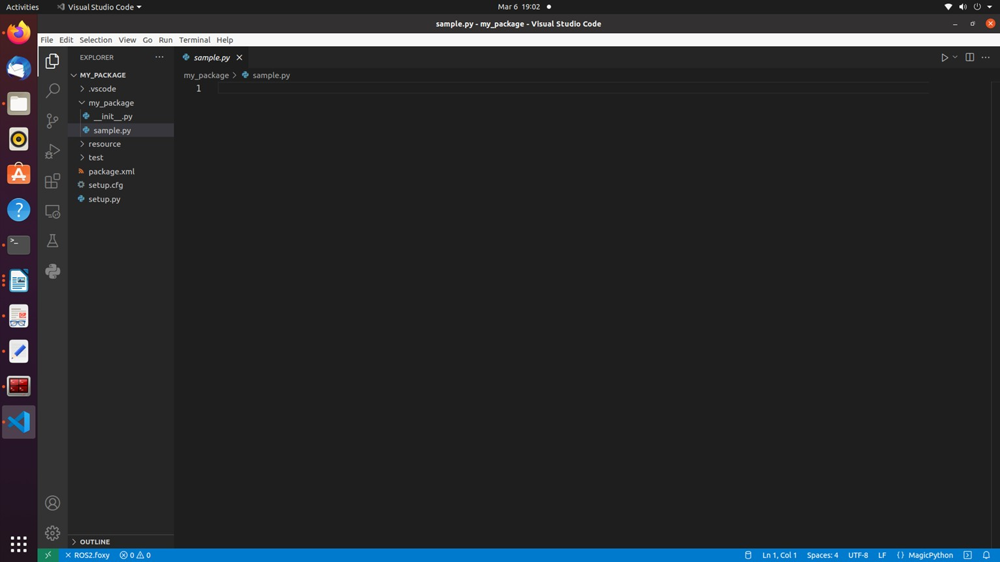 Activities Visual Studio Code Mar 6 19:02
sample.py - my_package - Visual Studio Code
File Edit Selection View Go Run Terminal Help
EXPLORER
sample.py
MY_PACKAGE
my_package sample.py
1
.vscode
my_package
__init__.py
sample.py
resource
test
package.xml
setup.cfg
setup.py
OUTLINE
ROS2.foxy 0 0 Ln 1, Col 1 Spaces: 4 UTF-8 LF MagicPython